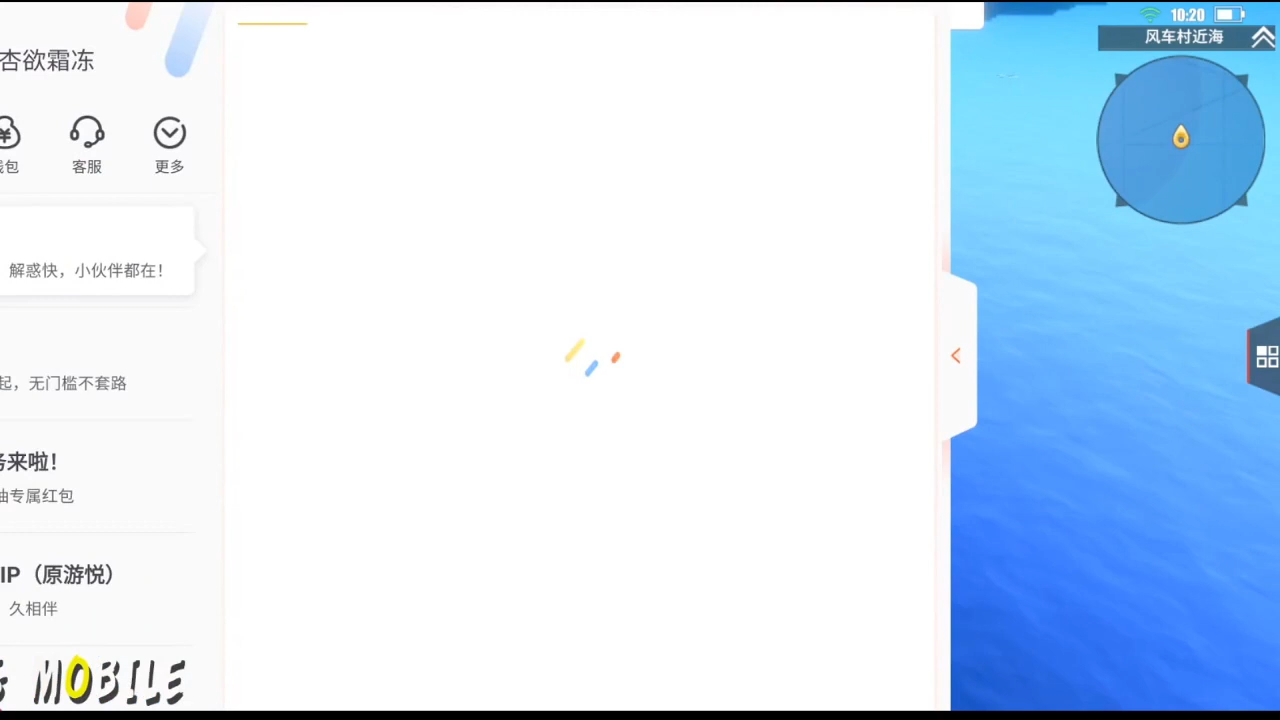 杏欲霜冻
10:20
风车村近海
钱包
客服
更多
解惑快，小伙伴都在！
起，无门槛不套路
务来啦！
抽专属红包
IP（原游悦）
久相伴
MOBILE